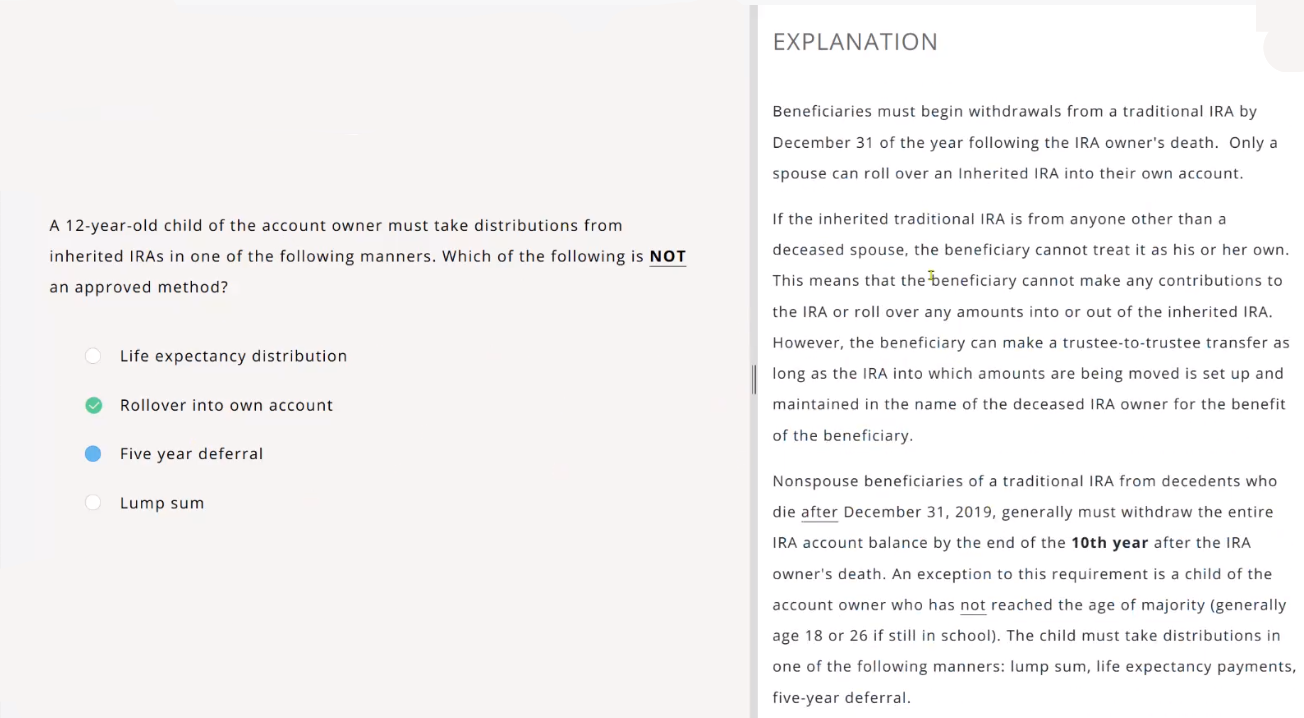 A 12-year-old child of the account owner must take distributions from
inherited IRAs in one of the following manners. Which of the following is NOT
an approved method?
Life expectancy distribution
Rollover into own account
Five year deferral
Lump sum
EXPLANATION
Beneficiaries must begin withdrawals from a traditional IRA by
December 31 of the year following the IRA owner's death. Only a
spouse can roll over an Inherited IRA into their own account.
If the inherited traditional IRA is from anyone other than a
deceased spouse, the beneficiary cannot treat it as his or her own.
This means that the beneficiary cannot make any contributions to
the IRA or roll over any amounts into or out of the inherited IRA.
However, the beneficiary can make a trustee-to-trustee transfer as
long as the IRA into which amounts are being moved is set up and
maintained in the name of the deceased IRA owner for the benefit
of the beneficiary.
Nonspouse beneficiaries of a traditional IRA from decedents who
die after December 31, 2019, generally must withdraw the entire
IRA account balance by the end of the 10th year after the IRA
owner's death. An exception to this requirement is a child of the
account owner who has not reached the age of majority (generally
age 18 or 26 if still in school). The child must take distributions in
one of the following manners: lump sum, life expectancy payments,
five-year deferral.